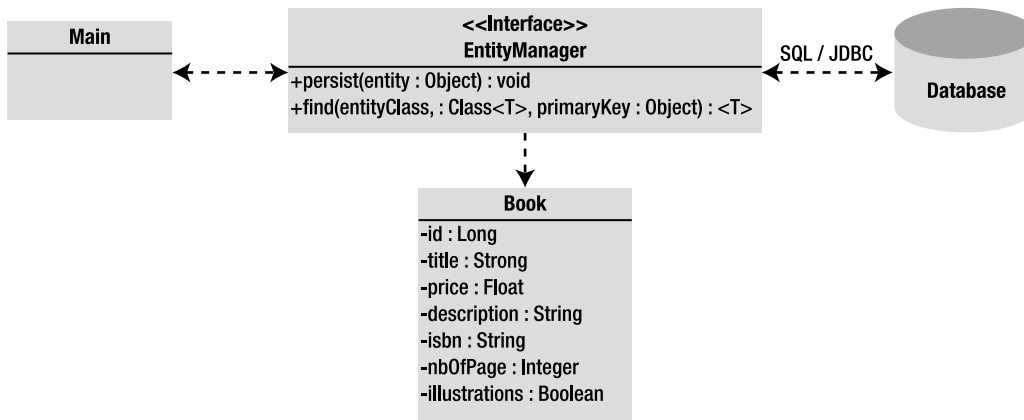 Main
<<Interface>>
EntityManager
+persist(entity : Object) : void
+find(entityClass, : Class<T>, primaryKey : Object) : <T>
SQL / JDBC
Database
Book
-id : Long
-title : Strong
-price : Float
-description : String
-isbn : String
-nbOfPage : Integer
-illustrations : Boolean